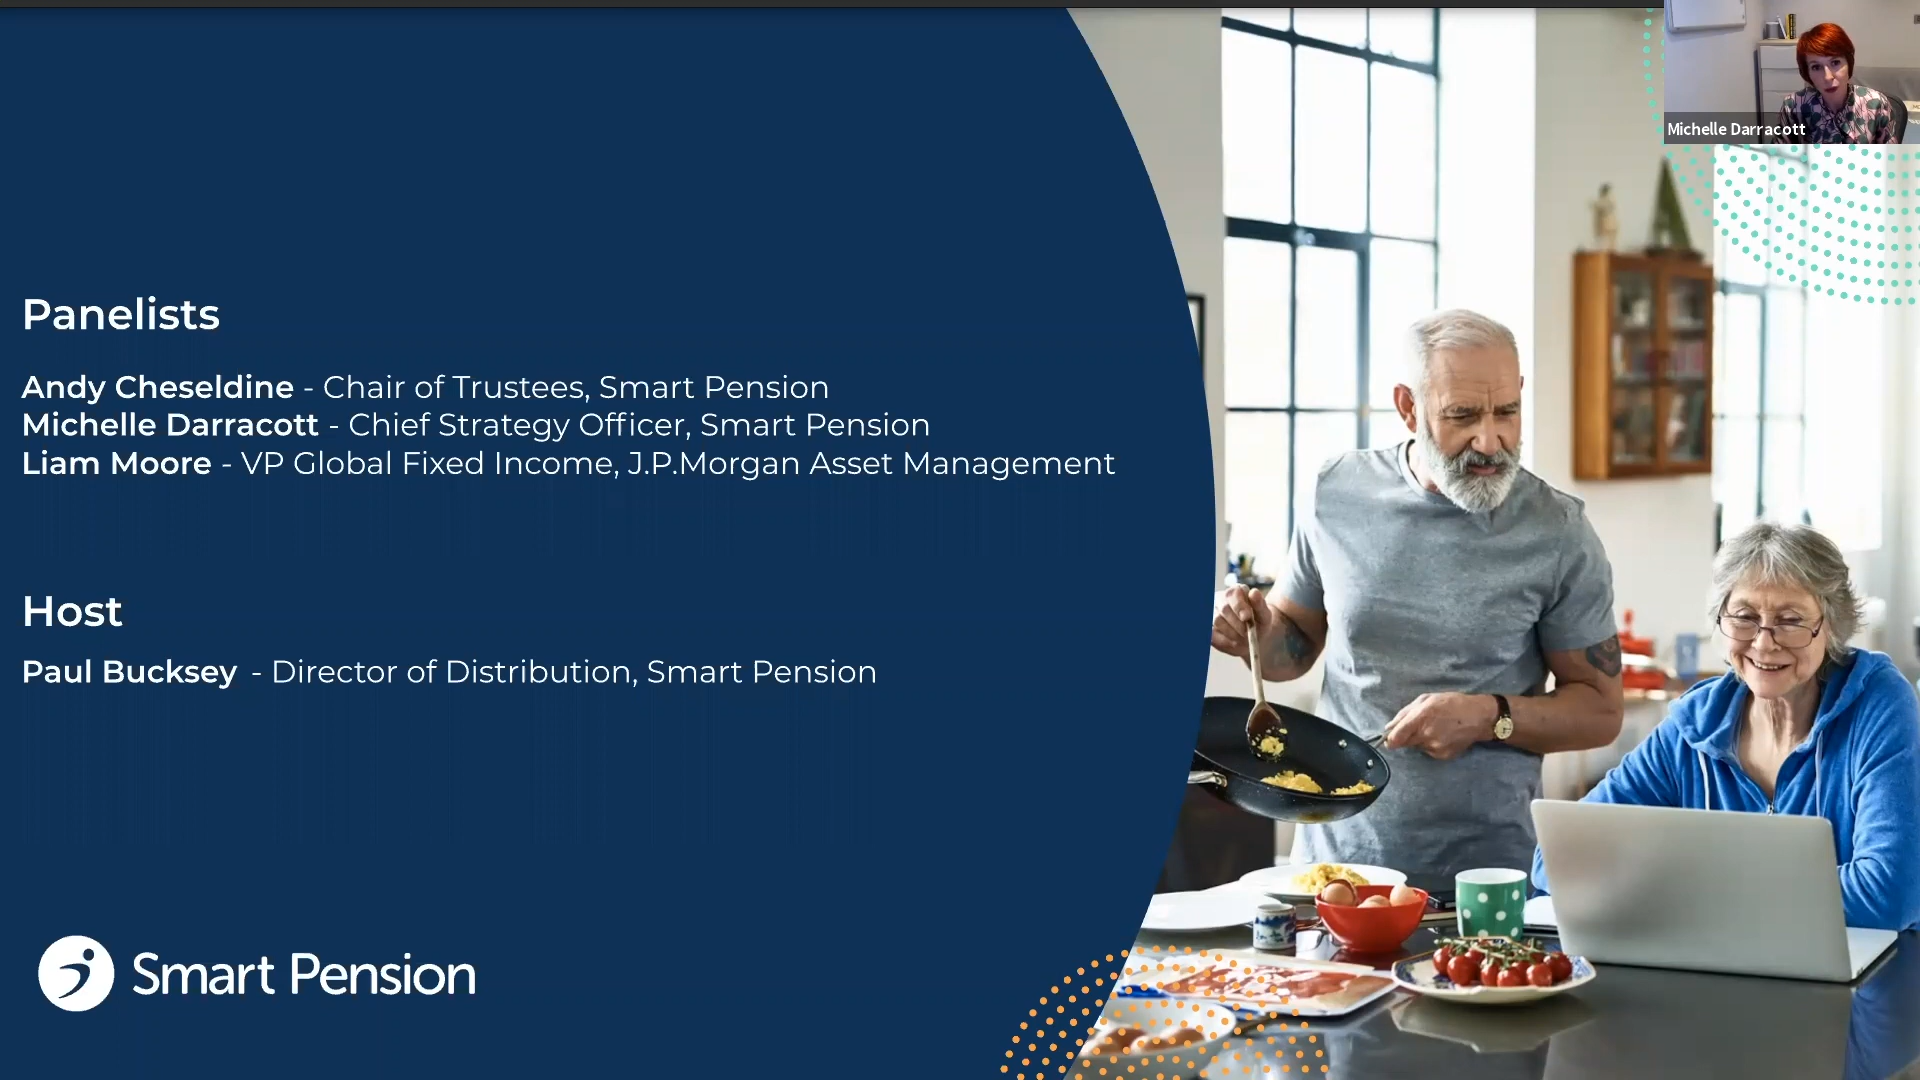 Michelle Darracott
Panelists
Andy Cheseldine - Chair of Trustees, Smart Pension
Michelle Darracott - Chief Strategy Officer, Smart Pension
Liam Moore - VP Global Fixed Income, J.P.Morgan Asset Management
Host
Paul Bucksey - Director of Distribution, Smart Pension
Smart Pension